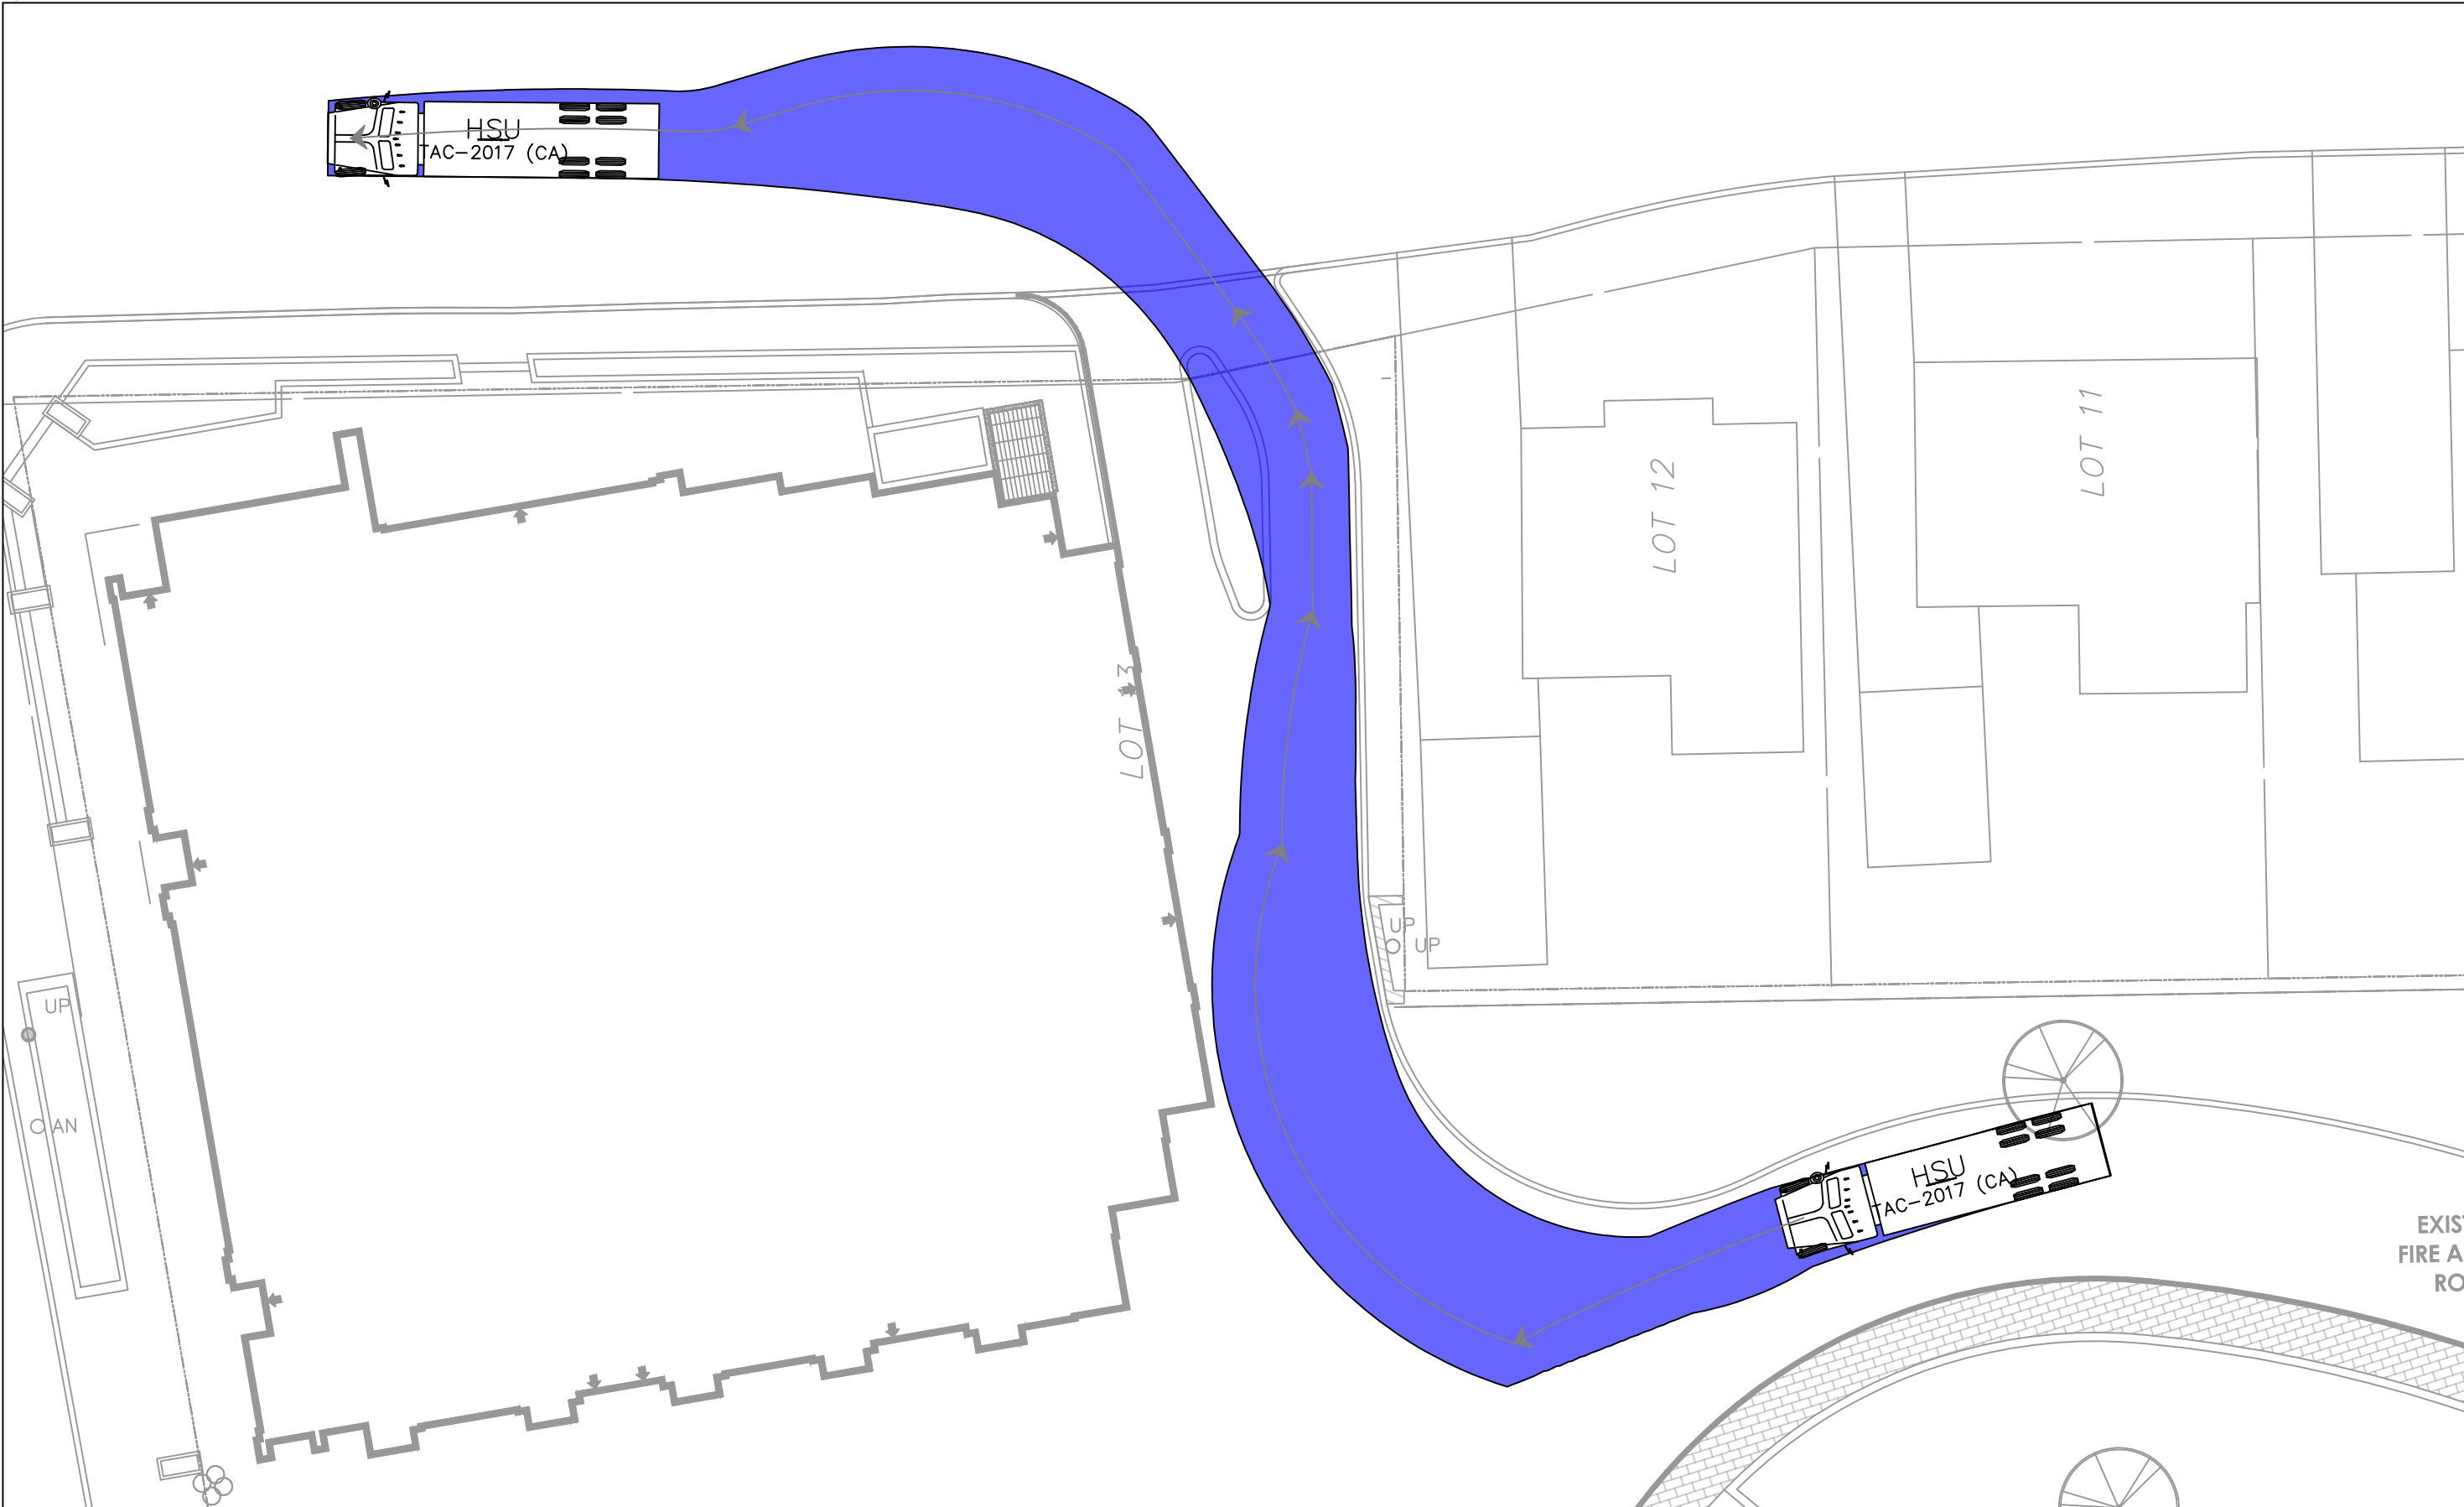 HSU
TAC-2017 (CA)
LOT 12
LOT 11
LOT 13
UP
UP
UP
AN
HSU
TAC-2017 (CA)
EXIS
FIRE A
RO